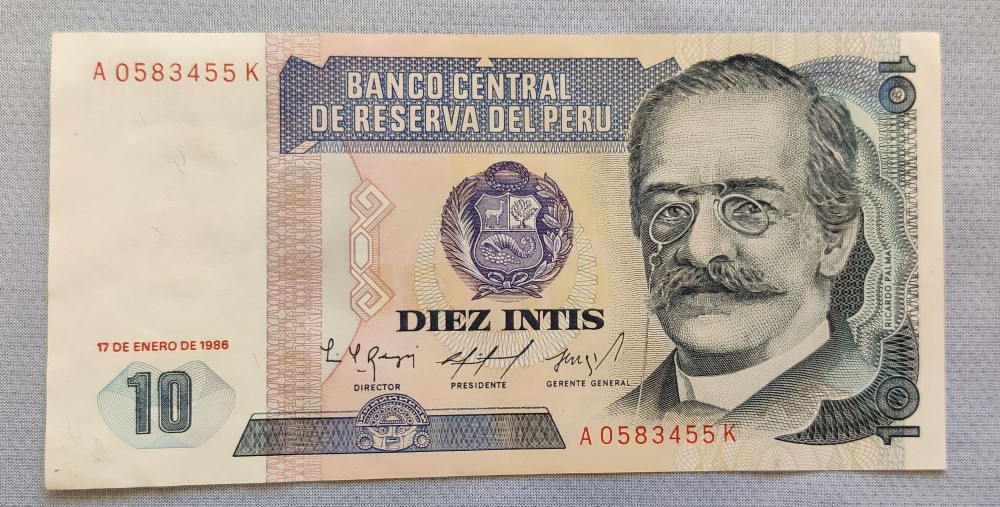 A 0583455 K
BANCO CENTRAL
DE RESERVA DEL PERU
10
DIEZ INTIS
17 DE ENERO DE 1986
DIRECTOR
PRESIDENTE
GERENTE GENERAL
10
RICARDO PALMA
A 0583455 K
10